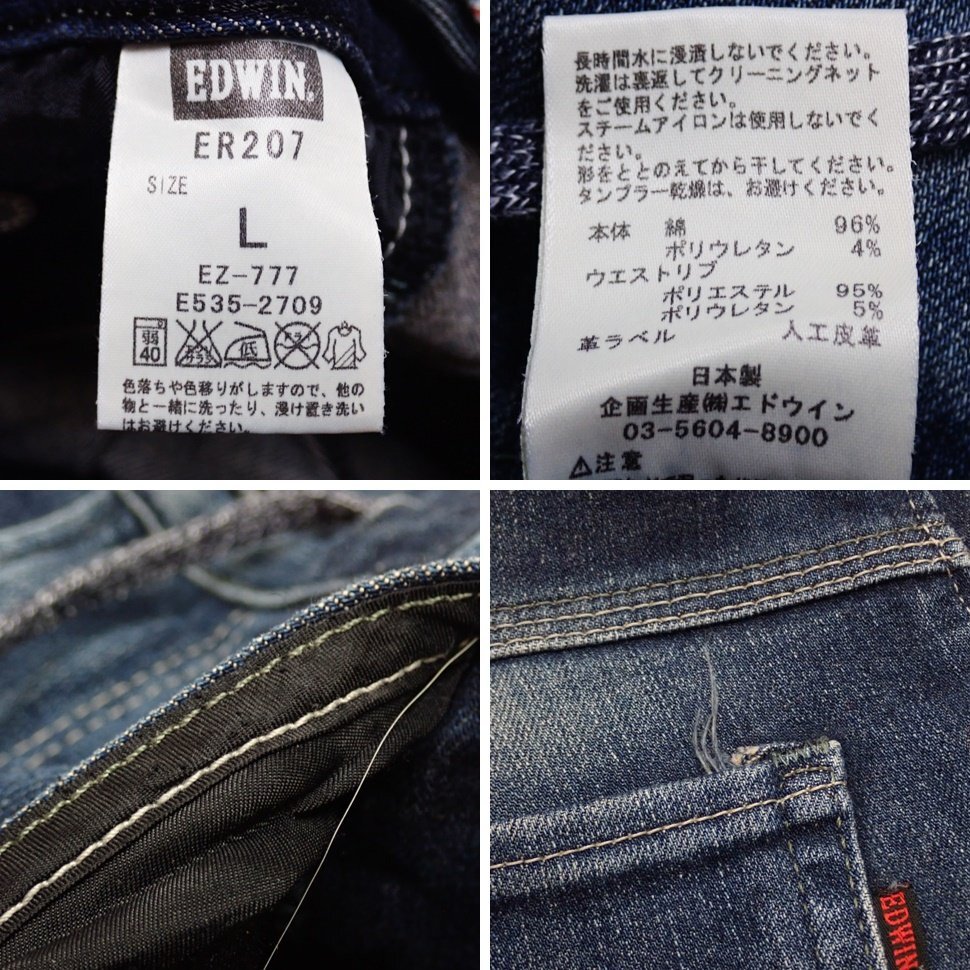 EDWIN.
ER207
SIZE
L
EZ-777
E535-2709
弱
40
エンソ
サラシ
低
ドライ
色落ちや色移りがしますので、他の
物と一緒に洗ったり、浸け置き洗い
はお避けください。
長時間水に浸漬しないでください。
洗濯は裏返してクリーニングネット
をご使用ください。
スチームアイロンは使用しないでく
ださい。
形をととのえてから干してください。
タンブラー乾燥は、お避けください。
本体 綿 96%
ポリウレタン 4%
ウエストリブ
ポリエステル 95%
ポリウレタン 5%
革ラベル 人工皮革
日本製
企画生産㈱エドウイン
03-5604-8900
⚠注意
EDWIN